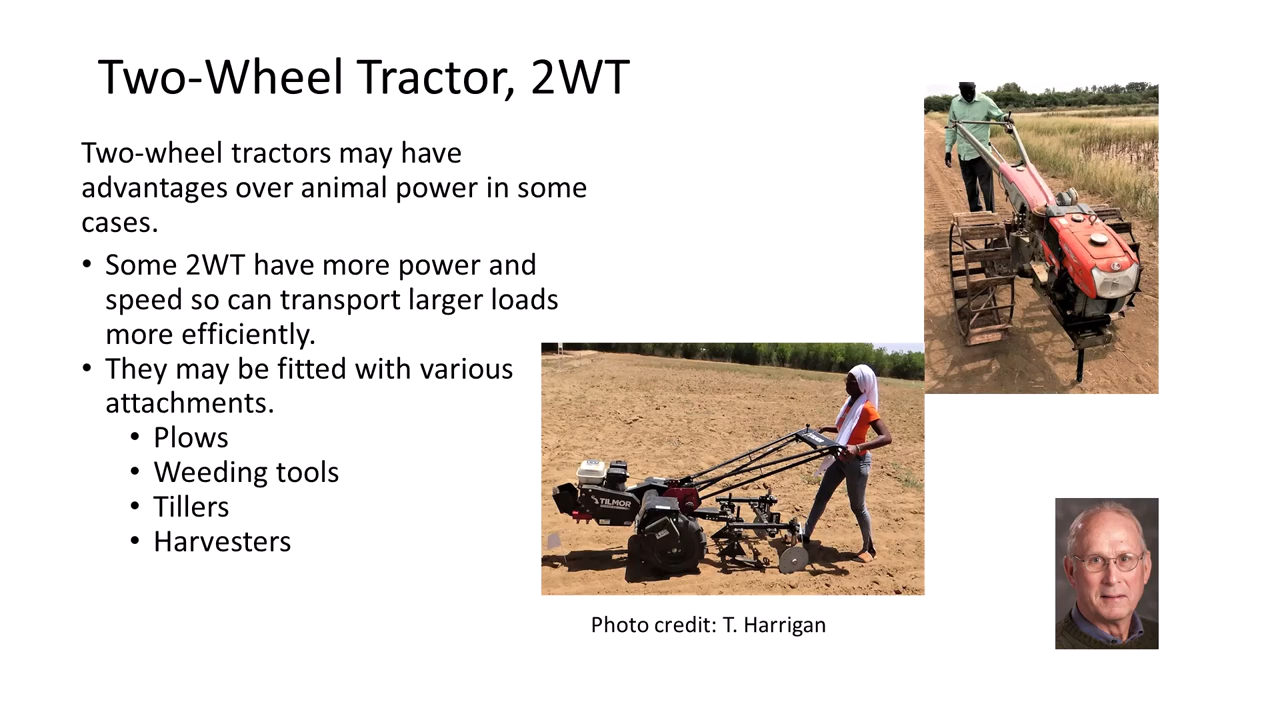 Two-Wheel Tractor, 2WT
Two-wheel tractors may have
advantages over animal power in some
cases.
• Some 2WT have more power and
speed so can transport larger loads
more efficiently.
• They may be fitted with various
attachments.
• Plows
• Weeding tools
• Tillers
• Harvesters
TILMOR
Photo credit: T. Harrigan